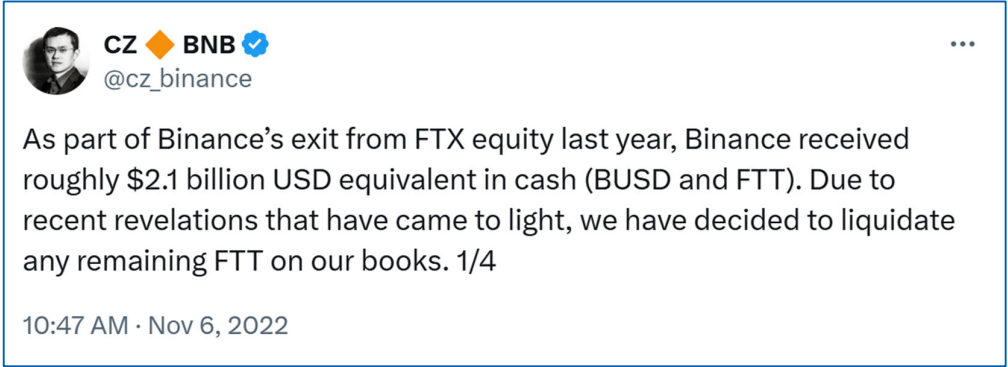 CZ 🔶 BNB
@cz_binance
As part of Binance’s exit from FTX equity last year, Binance received
roughly $2.1 billion USD equivalent in cash (BUSD and FTT). Due to
recent revelations that have came to light, we have decided to liquidate
any remaining FTT on our books. 1/4
10:47 AM · Nov 6, 2022